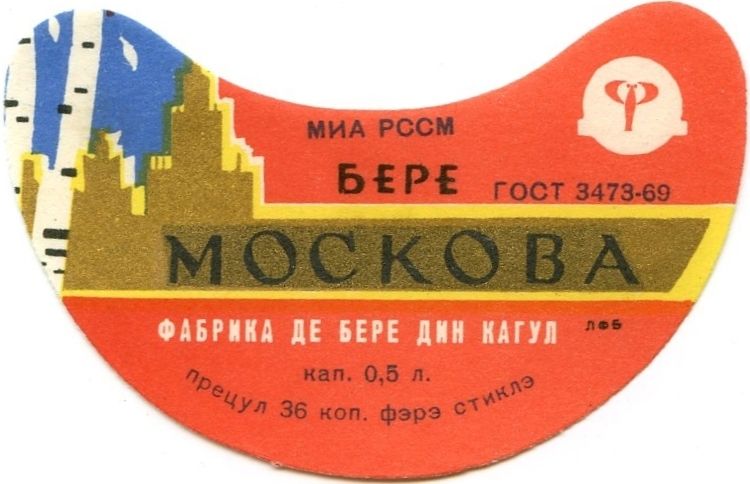 МИА РССМ
БЕРЕ
ГОСТ 3473-69
МОСКОВА
ФАБРИКА ДЕ БЕРЕ ДИН КАГУЛ
ЛФБ
кап. 0,5 л.
прецул 36 коп. фэрэ стиклэ